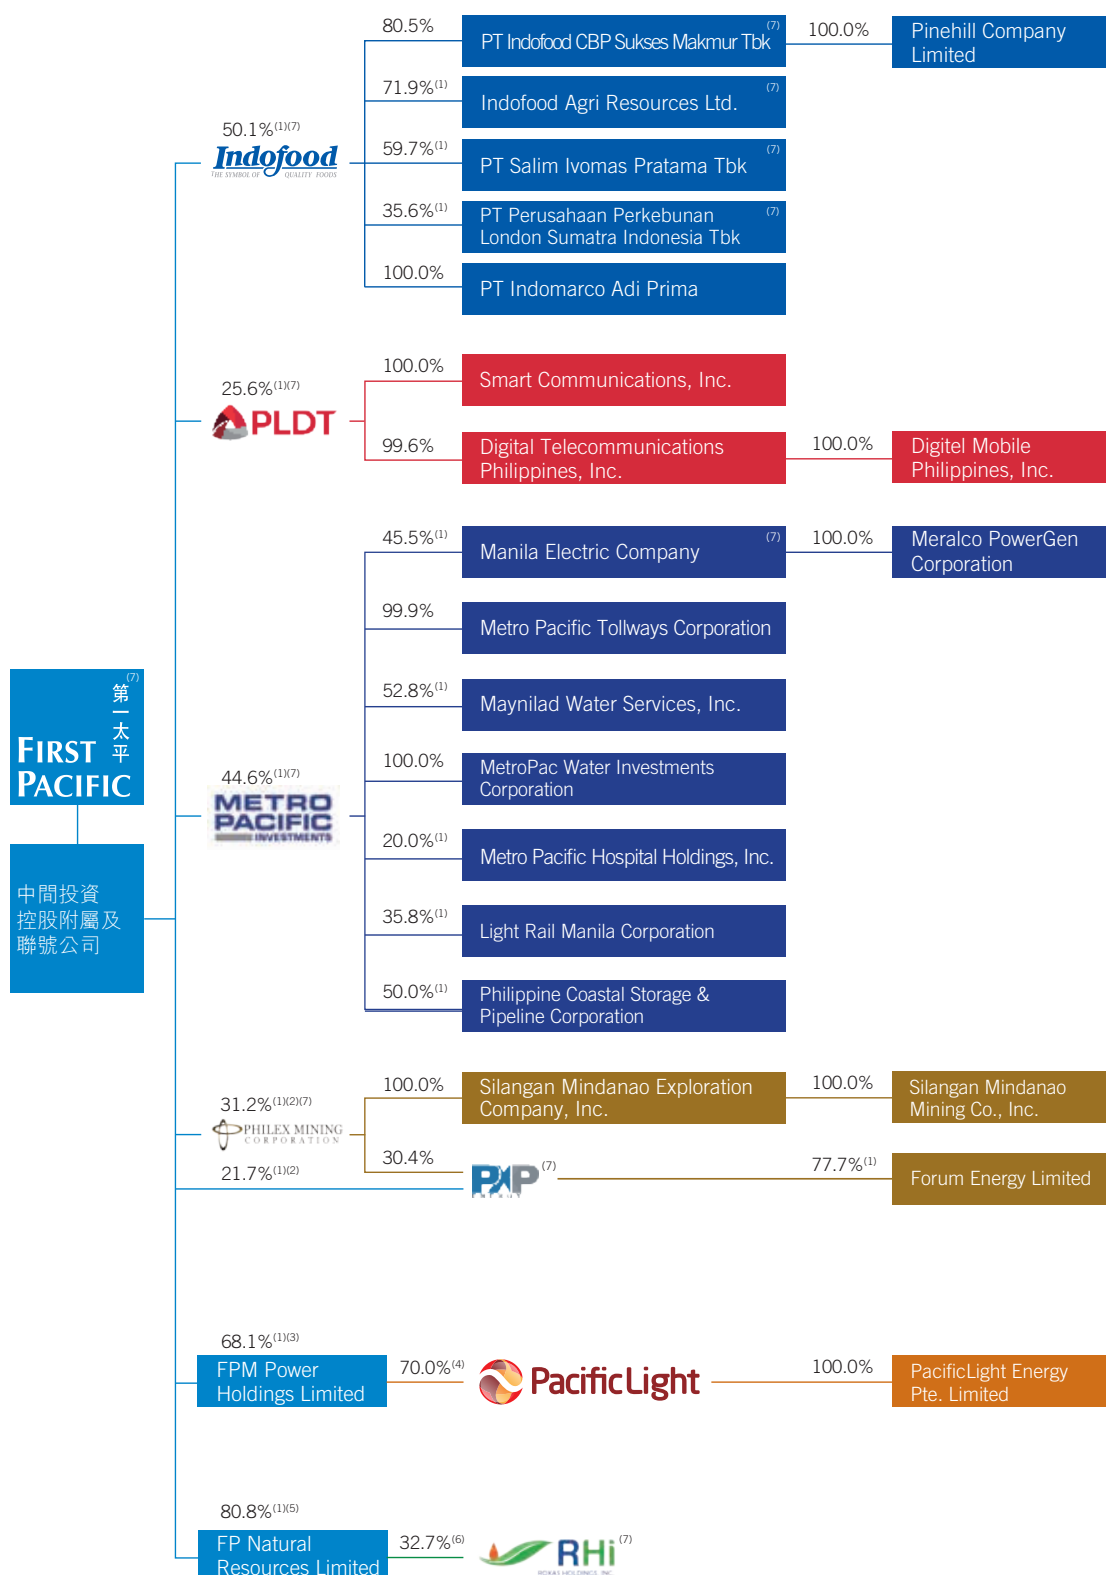 80.5%
PT Indofood CBP Sukses Makmur Tbk (7)
100.0%
Pinehill Company
Limited
71.9%(1)
Indofood Agri Resources Ltd. (7)
50.1%(1)(7)
Indofood
THE SYMBOL OF QUALITY FOODS
59.7%(1)
PT Salim Ivomas Pratama Tbk (7)
35.6%(1)
PT Perusahaan Perkebunan (7)
London Sumatra Indonesia Tbk
100.0%
PT Indomarco Adi Prima
25.6%(1)(7)
PLDT
100.0%
Smart Communications, Inc.
99.6%
Digital Telecommunications
Philippines, Inc.
100.0%
Digitel Mobile
Philippines, Inc.
45.5%(1)
Manila Electric Company (7)
100.0%
Meralco PowerGen
Corporation
99.9%
Metro Pacific Tollways Corporation
52.8%(1)
Maynilad Water Services, Inc.
(7)
第一太平
FIRST
PACIFIC
44.6%(1)(7)
METRO
PACIFIC
INVESTMENTS
100.0%
MetroPac Water Investments
Corporation
20.0%(1)
Metro Pacific Hospital Holdings, Inc.
中間投資
控股附屬及
聯號公司
35.8%(1)
Light Rail Manila Corporation
50.0%(1)
Philippine Coastal Storage &
Pipeline Corporation
31.2%(1)(2)(7)
PHILEX MINING
CORPORATION
100.0%
Silangan Mindanao Exploration
Company, Inc.
100.0%
Silangan Mindanao
Mining Co., Inc.
30.4%
21.7%(1)(2)
PXP (7)
ENERGY
77.7%(1)
Forum Energy Limited
68.1%(1)(3)
FPM Power
Holdings Limited
70.0%(4)
PacificLight
100.0%
PacificLight Energy
Pte. Limited
80.8%(1)(5)
FP Natural
Resources Limited
32.7%(6)
RHi (7)
ROXAS HOLDINGS, INC.